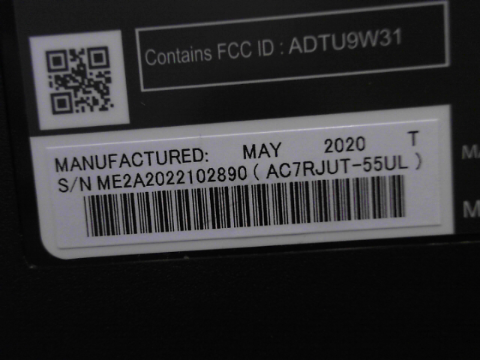 Contains FCC ID : ADTU9W31
MANUFACTURED: MAY 2020 T
S/N ME2A2022102890 ( AC7RJUT-55UL )